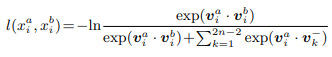 l(x_i^a, x_i^b) = −ln \frac{exp(v_i^a · v_i^b)}{exp(v_i^a · v_i^b) + \sum_{k=1}^{2n−2} exp(v_i^a · v_k^−)}